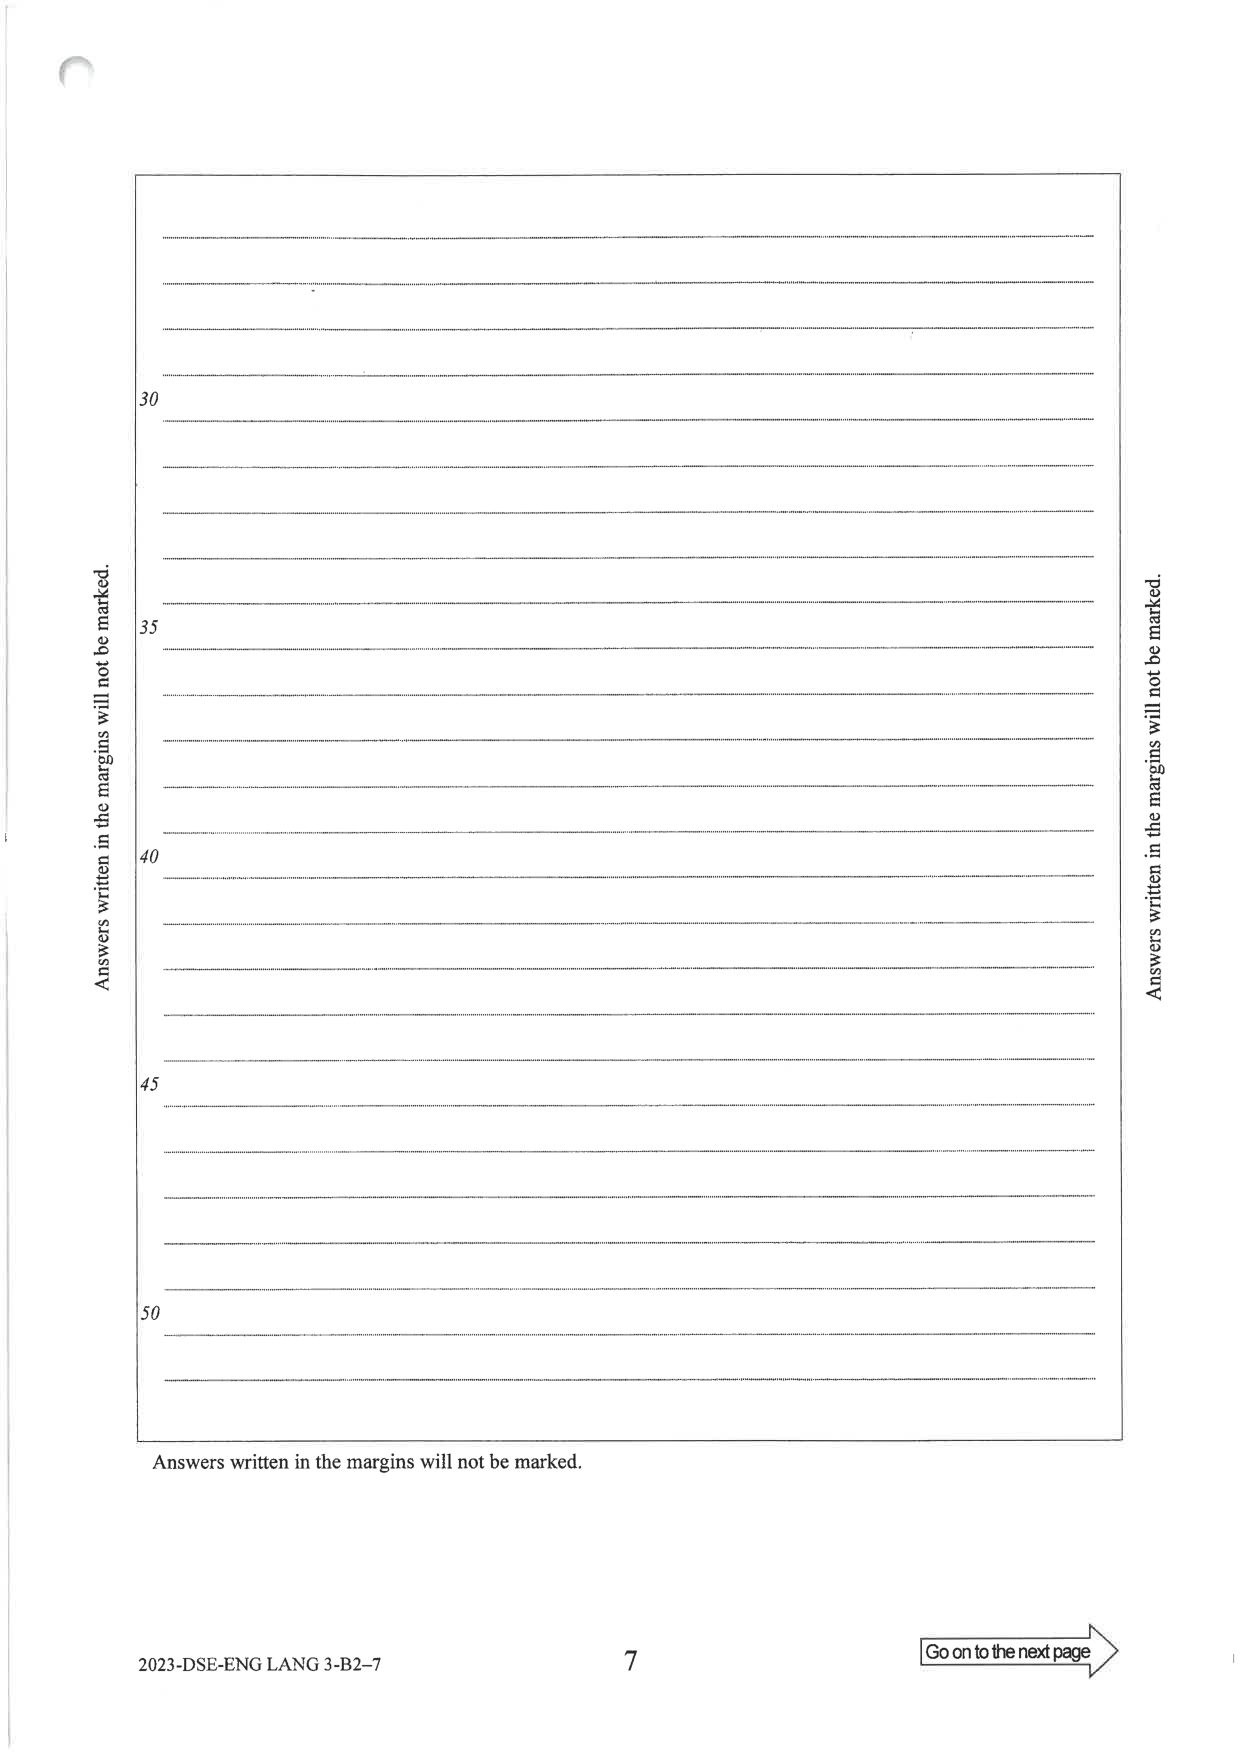 30
35
40
45
50
Answers written in the margins will not be marked.
Answers written in the margins will not be marked.
Answers written in the margins will not be marked.
2023-DSE-ENG LANG 3-B2–7
7
Go on to the next page